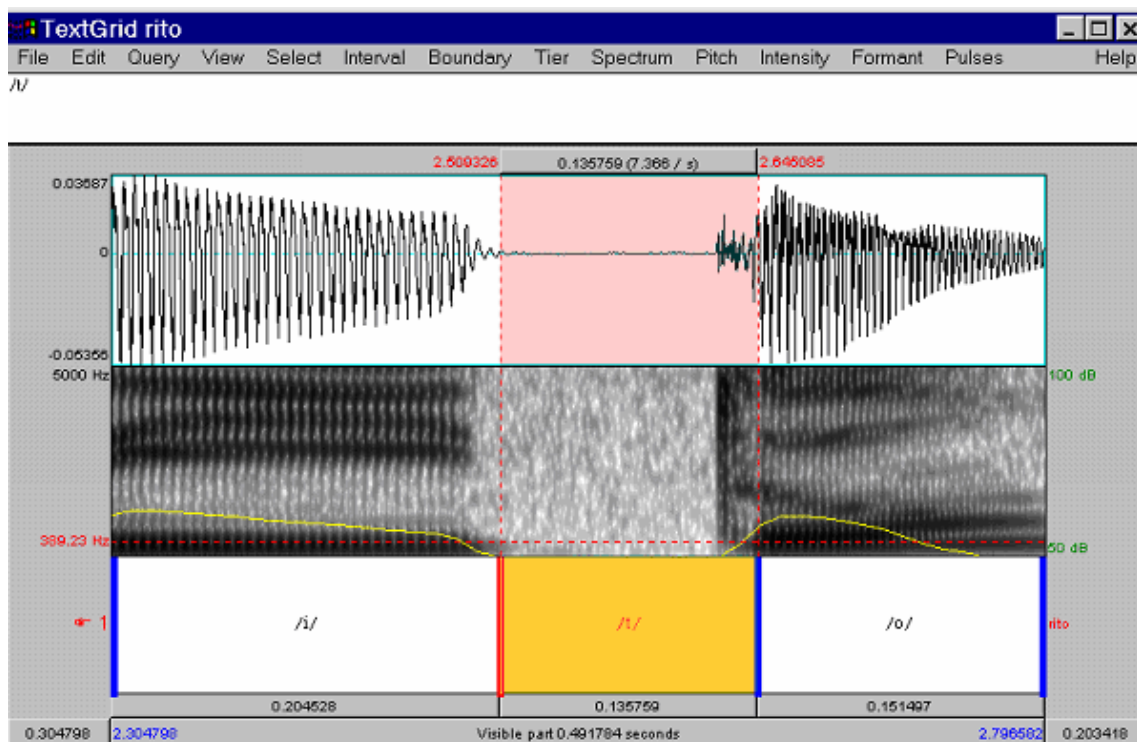 TextGrid rito
File Edit Query View Select Interval Boundary Tier Spectrum Pitch Intensity Formant Pulses Help
/t/
2.509326 0.135759 (7.366 / s) 2.645085
0.03687
0
-0.05366
5000 Hz 100 dB
389.23 Hz 50 dB
1 /i/ /t/ /o/ rito
0.204528 0.135759 0.151497
0.304798 2.304798 Visible part 0.491784 seconds 2.796582 0.203418